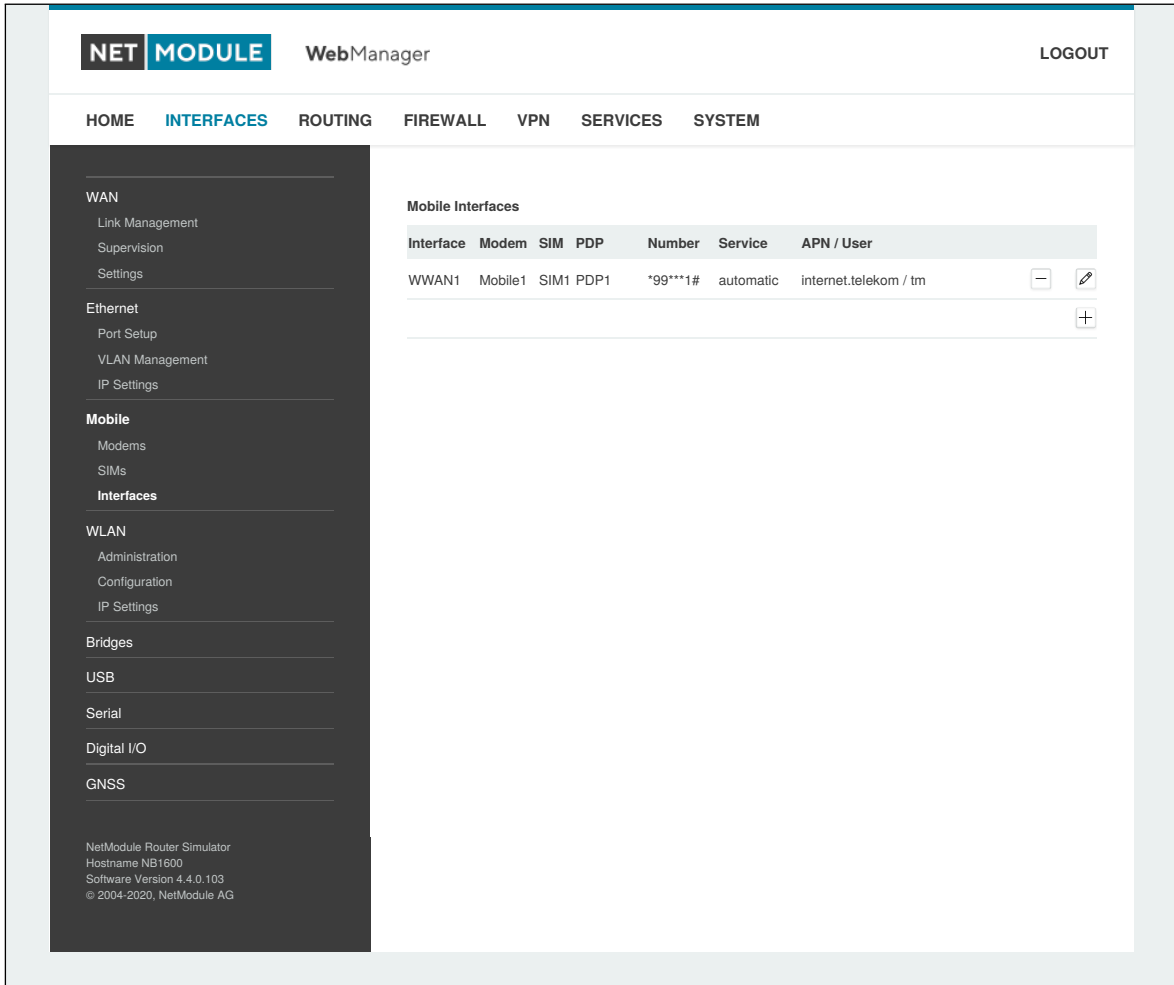 NET MODULE WebManager LOGOUT
HOME INTERFACES ROUTING FIREWALL VPN SERVICES SYSTEM
WAN
Link Management
Supervision
Settings
Ethernet
Port Setup
VLAN Management
IP Settings
Mobile
Modems
SIMs
Interfaces
WLAN
Administration
Configuration
IP Settings
Bridges
USB
Serial
Digital I/O
GNSS
NetModule Router Simulator
Hostname NB1600
Software Version 4.4.0.103
© 2004-2020, NetModule AG
Mobile Interfaces
Interface Modem SIM PDP Number Service APN / User
WWAN1 Mobile1 SIM1 PDP1 *99***1# automatic internet.telekom / tm